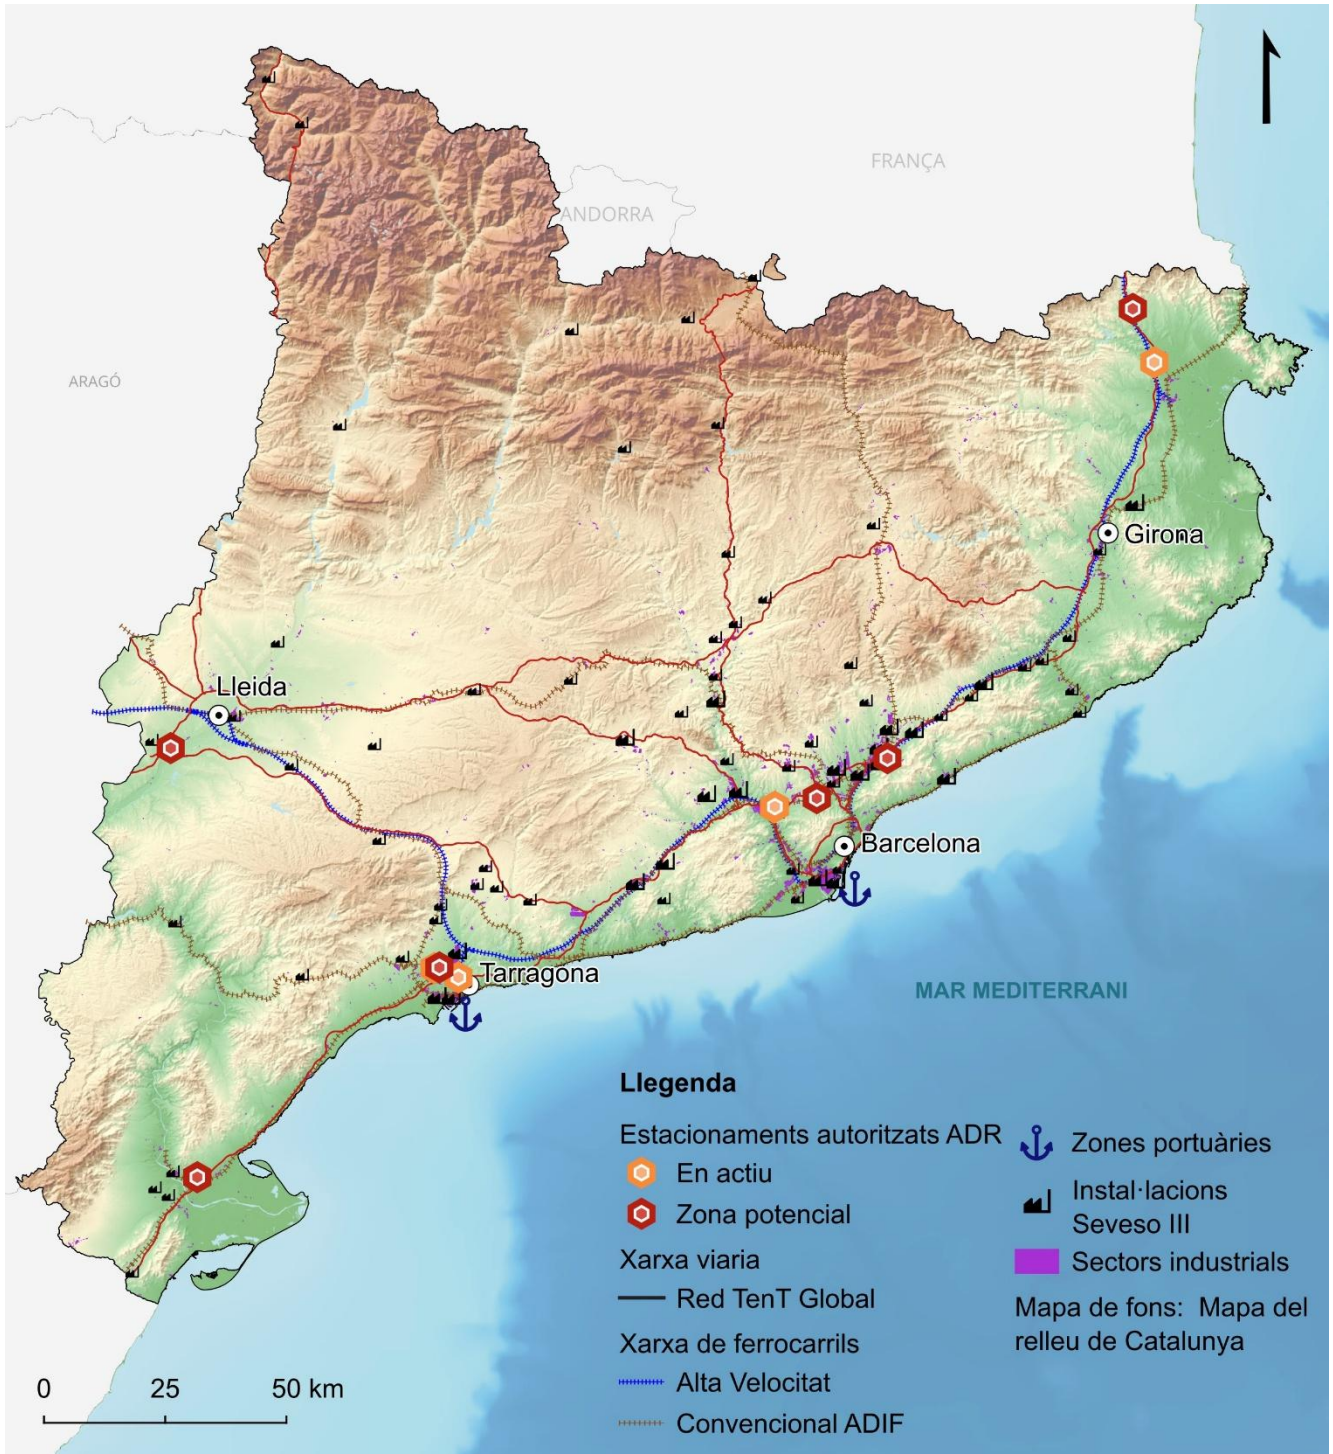 FRANÇA
ANDORRA
ARAGÓ
Girona
Lleida
Barcelona
Tarragona
MAR MEDITERRANI
Llegenda
Estacionaments autoritzats ADR
En actiu
Zona potencial
Xarxa viaria
Red TenT Global
Xarxa de ferrocarrils
Alta Velocitat
Convencional ADIF
Zones portuàries
Instal·lacions
Seveso III
Sectors industrials
Mapa de fons: Mapa del
relleu de Catalunya
0 25 50 km